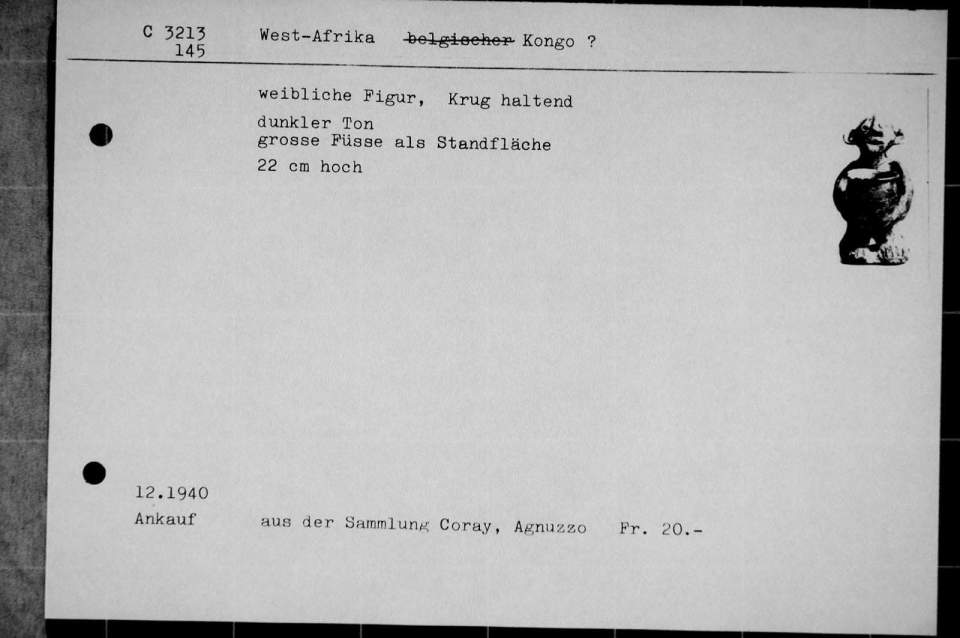 C 3213 West-Afrika belgischer Kongo ?
145
weibliche Figur, Krug haltend
dunkler Ton
grosse Füsse als Standfläche
22 cm hoch
12.1940
Ankauf aus der Sammlung Coray, Agnuzzo Fr. 20.-